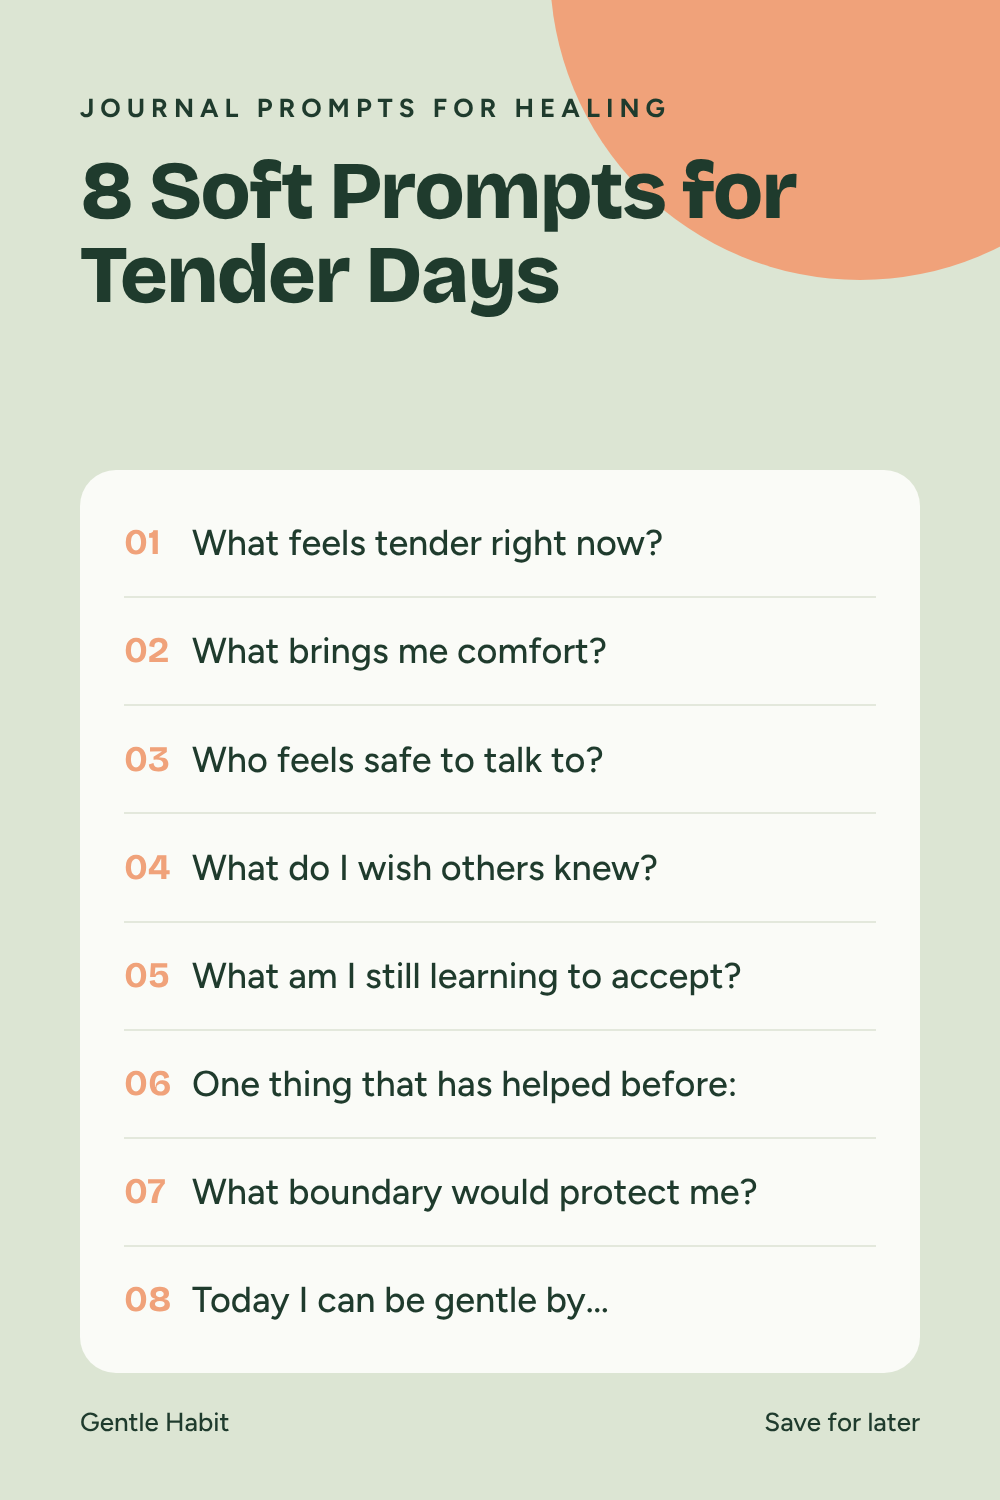 JOURNAL PROMPTS FOR HEALING
8 Soft Prompts for
Tender Days
01 What feels tender right now?
02 What brings me comfort?
03 Who feels safe to talk to?
04 What do I wish others knew?
05 What am I still learning to accept?
06 One thing that has helped before:
07 What boundary would protect me?
08 Today I can be gentle by...
Gentle Habit
Save for later